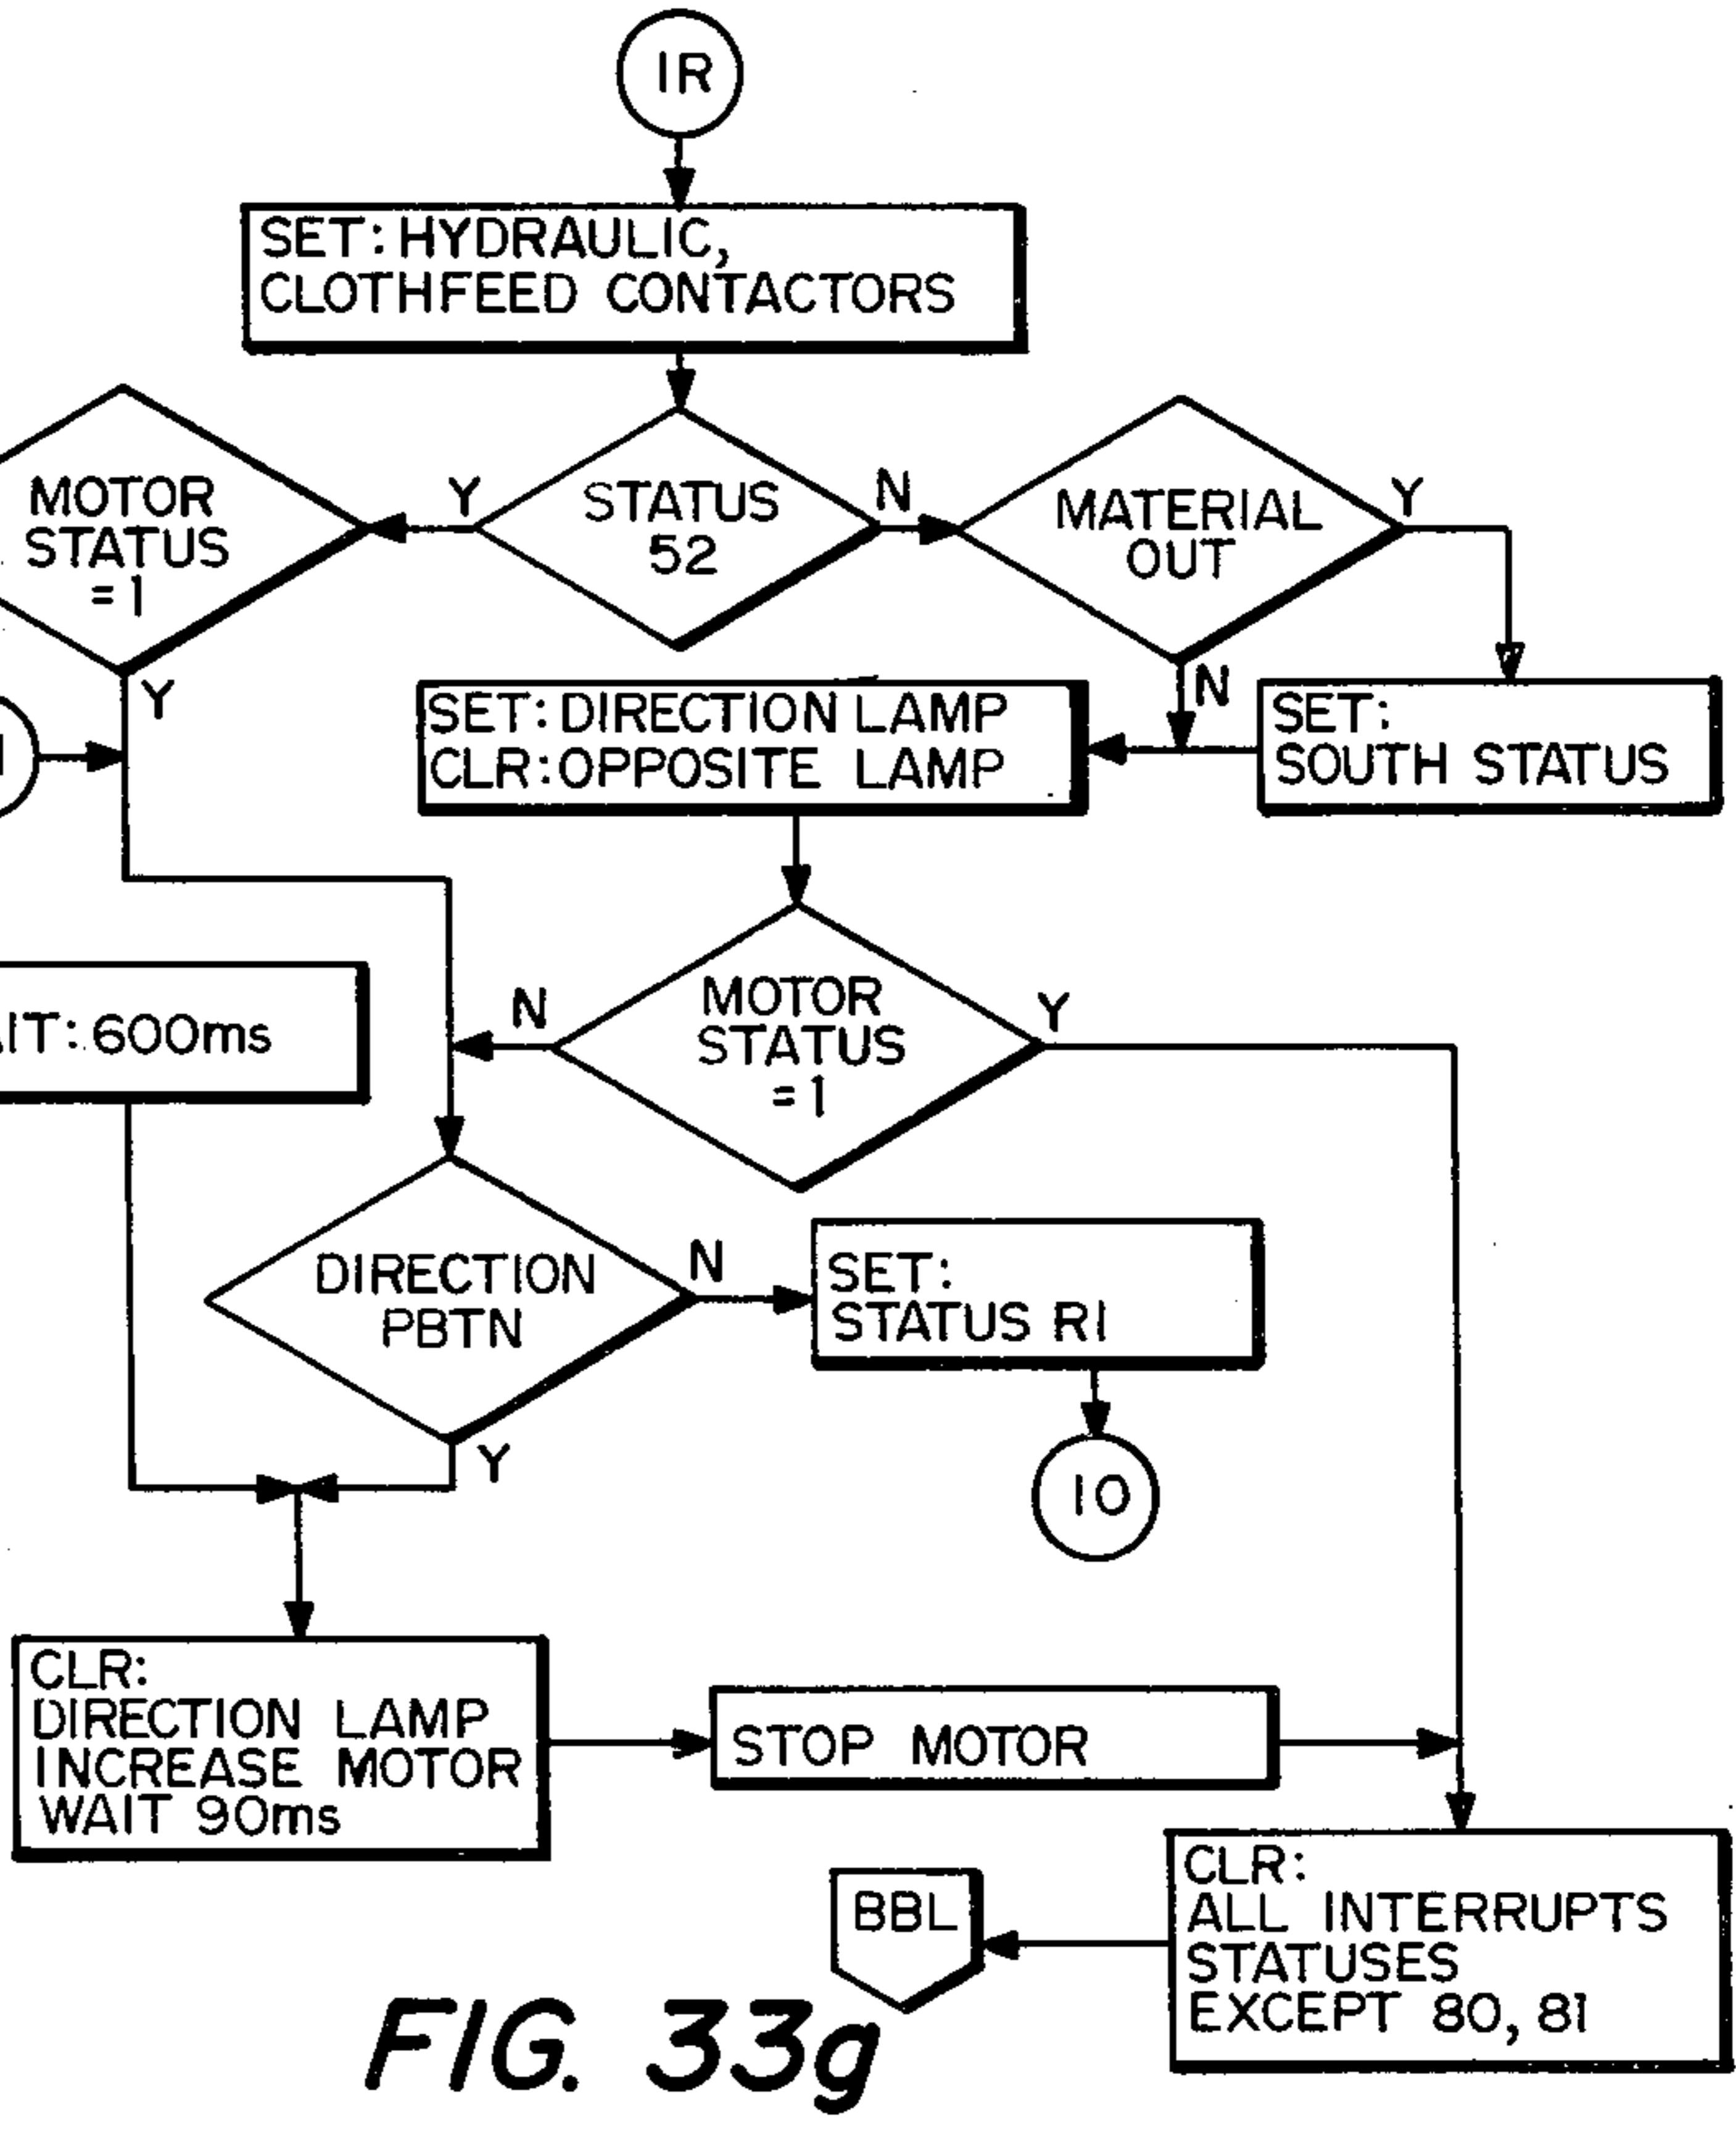 1R
SET: HYDRAULIC,
CLOTHFEED CONTACTORS
MOTOR
STATUS
=1
Y
STATUS
52
N
MATERIAL
OUT
Y
Y
N
SET: DIRECTION LAMP
CLR: OPPOSITE LAMP
SET:
SOUTH STATUS
N
MOTOR
STATUS
=1
Y
IT: 600ms
DIRECTION
PBTN
N
SET:
STATUS R1
Y
10
CLR:
DIRECTION LAMP
INCREASE MOTOR
WAIT 90ms
STOP MOTOR
BBL
CLR:
ALL INTERRUPTS
STATUSES
EXCEPT 80, 81
FIG. 33g